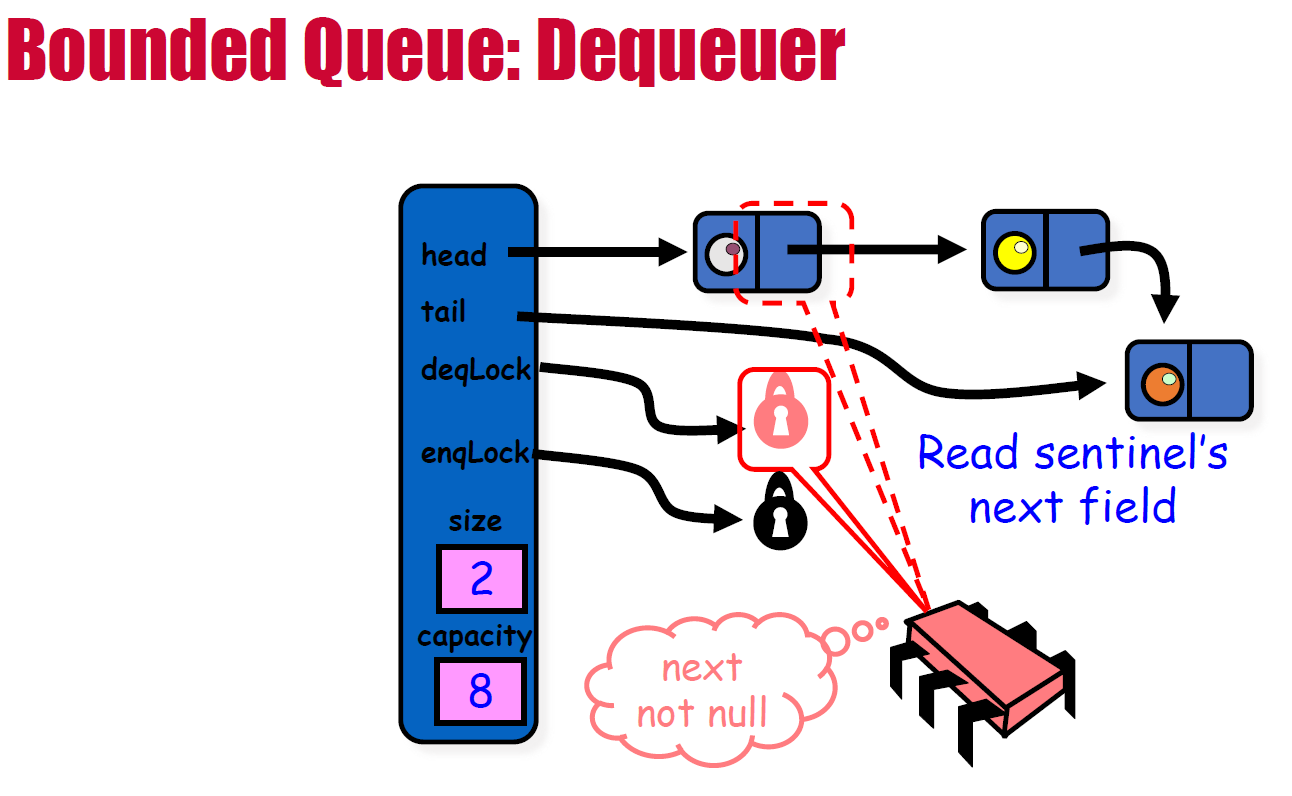 Bounded Queue: Dequeuer
head
tail
deqLock
enqLock
size
2
capacity
8
Read sentinel's
next field
next
not null